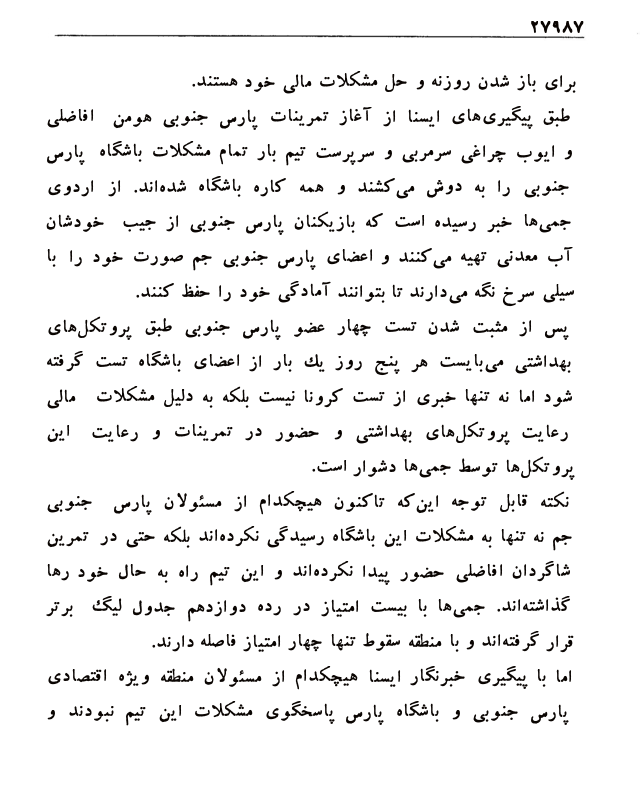 ۲۷۹۸۷
برای باز شدن روزنه و حل مشکلات مالی خود هستند.
طبق پیگیری‌های ایسنا از آغاز تمرینات پارس جنوبی هومن افاضلی
و ایوب چراغی سرمربی و سرپرست تیم بار تمام مشکلات باشگاه پارس
جنوبی را به دوش می‌کشند و همه کاره باشگاه شده‌اند. از اردوی
جمی‌ها خبر رسیده است که بازیکنان پارس جنوبی از جیب خودشان
آب معدنی تهیه می‌کنند و اعضای پارس جنوبی جم صورت خود را با
سیلی سرخ نگه می‌دارند تا بتوانند آمادگی خود را حفظ کنند.
پس از مثبت شدن تست چهار عضو پارس جنوبی طبق پروتکل‌های
بهداشتی می‌بایست هر پنج روز یك بار از اعضای باشگاه تست گرفته
شود اما نه تنها خبری از تست کرونا نیست بلکه به دلیل مشکلات مالی
رعایت پروتکل‌های بهداشتی و حضور در تمرینات و رعایت این
پروتکل‌ها توسط جمی‌ها دشوار است.
نکته قابل توجه این‌که تاکنون هیچکدام از مسئولان پارس جنوبی
جم نه تنها به مشکلات این باشگاه رسیدگی نکرده‌اند بلکه حتی در تمرین
شاگردان افاضلی حضور پیدا نکرده‌اند و این تیم راه به حال خود رها
گذاشته‌اند. جمی‌ها با بیست امتیاز در رده دوازدهم جدول لیگ برتر
قرار گرفته‌اند و با منطقه سقوط تنها چهار امتیاز فاصله دارند.
اما با پیگیری خبرنگار ایسنا هیچکدام از مسئولان منطقه ویژه اقتصادی
پارس جنوبی و باشگاه پارس پاسخگوی مشکلات این تیم نبودند و